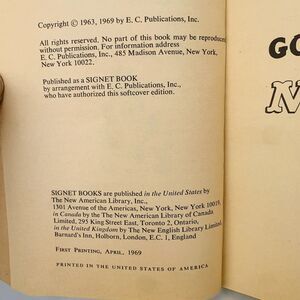 Copyright © 1963, 1969 by E. C. Publications, Inc.
All rights reserved. No part of this book may be reproduced
without permission. For information address
E. C. Publications, Inc., 485 Madison Avenue, New York,
New York 10022.
Published as a SIGNET BOOK
by arrangement with E. C. Publications, Inc.,
who have authorized this softcover edition.
SIGNET BOOKS are published in the United States by
The New American Library, Inc.,
1301 Avenue of the Americas, New York, New York 10019,
in Canada by The New American Library of Canada
Limited, 295 King Street East, Toronto 2, Ontario,
in the United Kingdom by The New English Library Limited,
Barnard's Inn, Holborn, London, E.C. 1, England
FIRST PRINTING, APRIL, 1969
PRINTED IN THE UNITED STATES OF AMERICA
GO